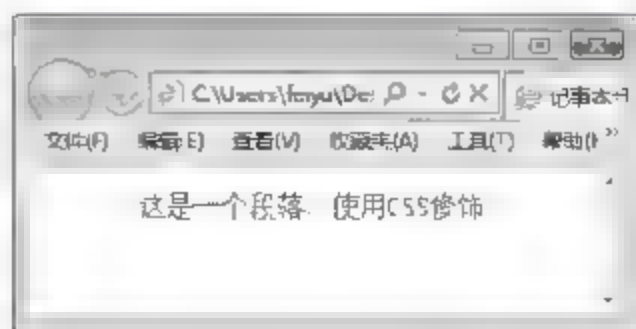 C:\Users\fenyu\De 记事本
文件(F) 编辑(E) 查看(V) 收藏夹(A) 工具(T) 帮助(H »
这是一个段落，使用CSS修饰